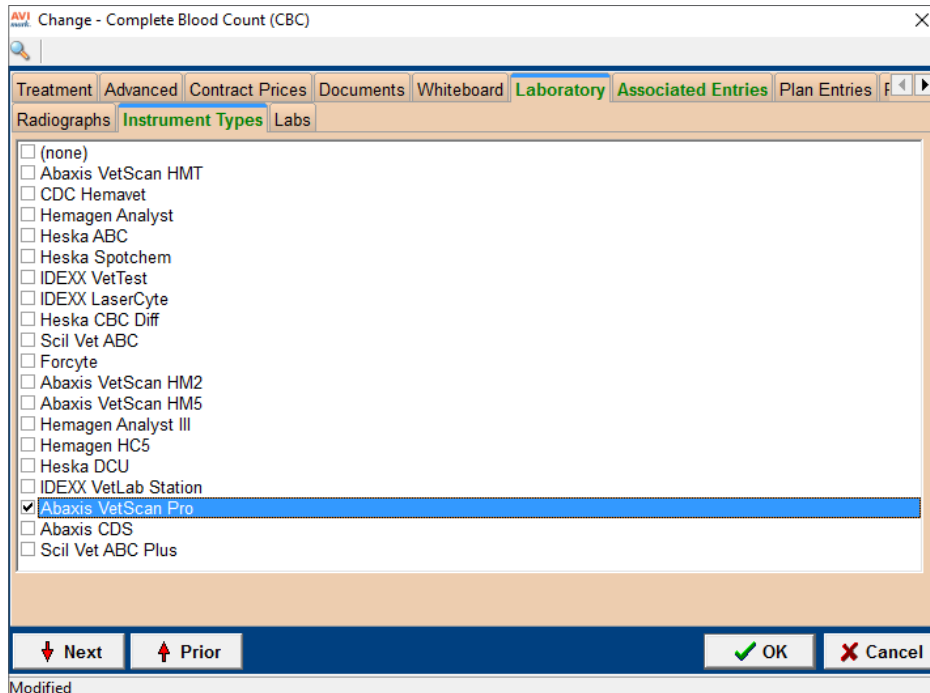 AVI mark. Change - Complete Blood Count (CBC)
Treatment Advanced Contract Prices Documents Whiteboard Laboratory Associated Entries Plan Entries
Radiographs Instrument Types Labs
(none)
Abaxis VetScan HMT
CDC Hemavet
Hemagen Analyst
Heska ABC
Heska Spotchem
IDEXX VetTest
IDEXX LaserCyte
Heska CBC Diff
Scil Vet ABC
Forcyte
Abaxis VetScan HM2
Abaxis VetScan HM5
Hemagen Analyst III
Hemagen HC5
Heska DCU
IDEXX VetLab Station
Abaxis VetScan Pro
Abaxis CDS
Scil Vet ABC Plus
Next Prior OK Cancel
Modified